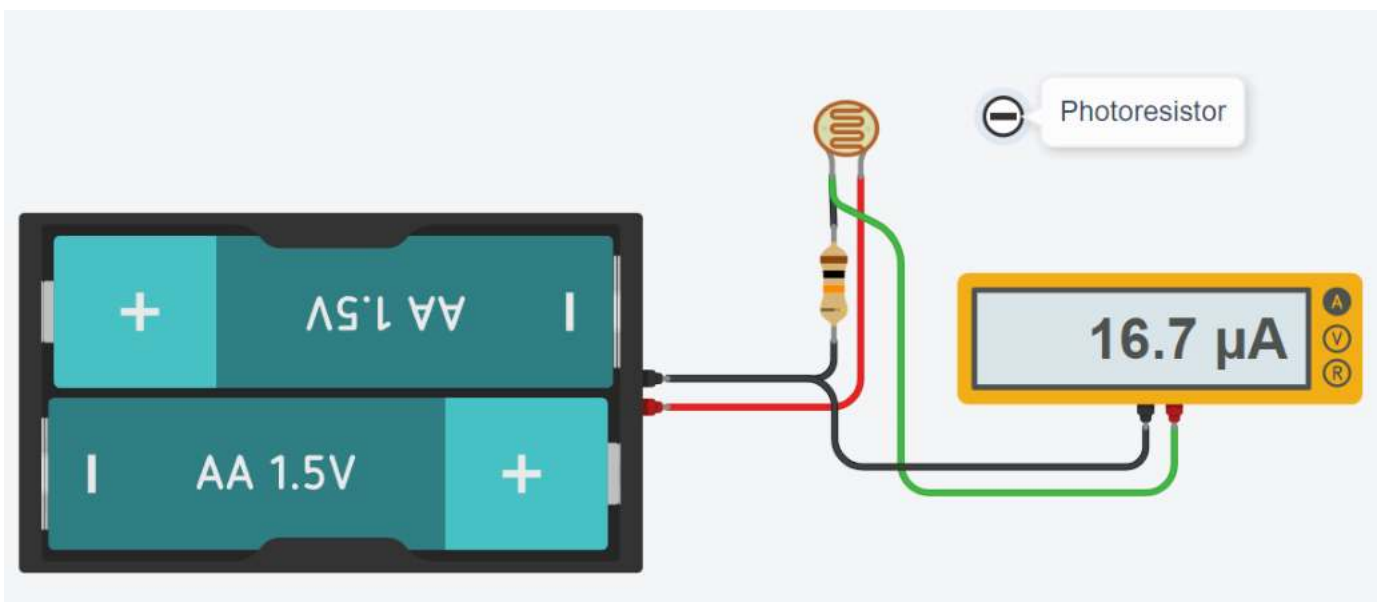 Photoresistor
+ AA 1.5V −
− AA 1.5V +
16.7 µA
A
V
R